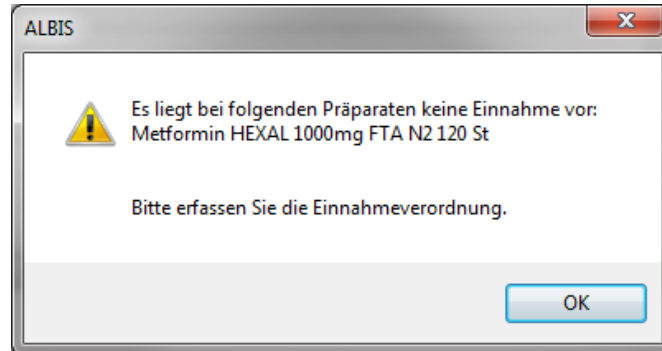 ALBIS
Es liegt bei folgenden Präparaten keine Einnahme vor:
Metformin HEXAL 1000mg FTA N2 120 St
Bitte erfassen Sie die Einnahmeverordnung.
OK